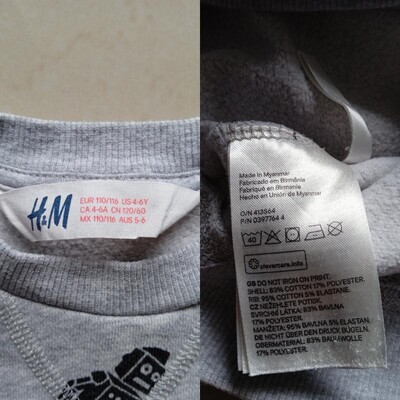 H&M
EUR 110/116 US 4-6Y
CA 4-6A CN 120/60
MX 110/116 AUS 5-6
Made in Myanmar
Fabricado em Birmânia
Fabriqué en Birmanie
Hecho en Unión de Myanmar
O/N 413564
P/N 0397764 4
40
clevercare.info
GB DO NOT IRON ON PRINT.
SHELL: 83% COTTON 17% POLYESTER.
RIB: 95% COTTON 5% ELASTANE.
CZ NEŽEHLETE POTISK.
EVRCHNÍ LÁTKA: 83% BAVLNA
17% POLYESTER.
MANŽETA: 95% BAVLNA 5% ELASTAN.
DE NICHT ÜBER DEN DRUCK BÜGELN.
OBERMATERIAL: 83% BAUMWOLLE
17% POLYESTER.